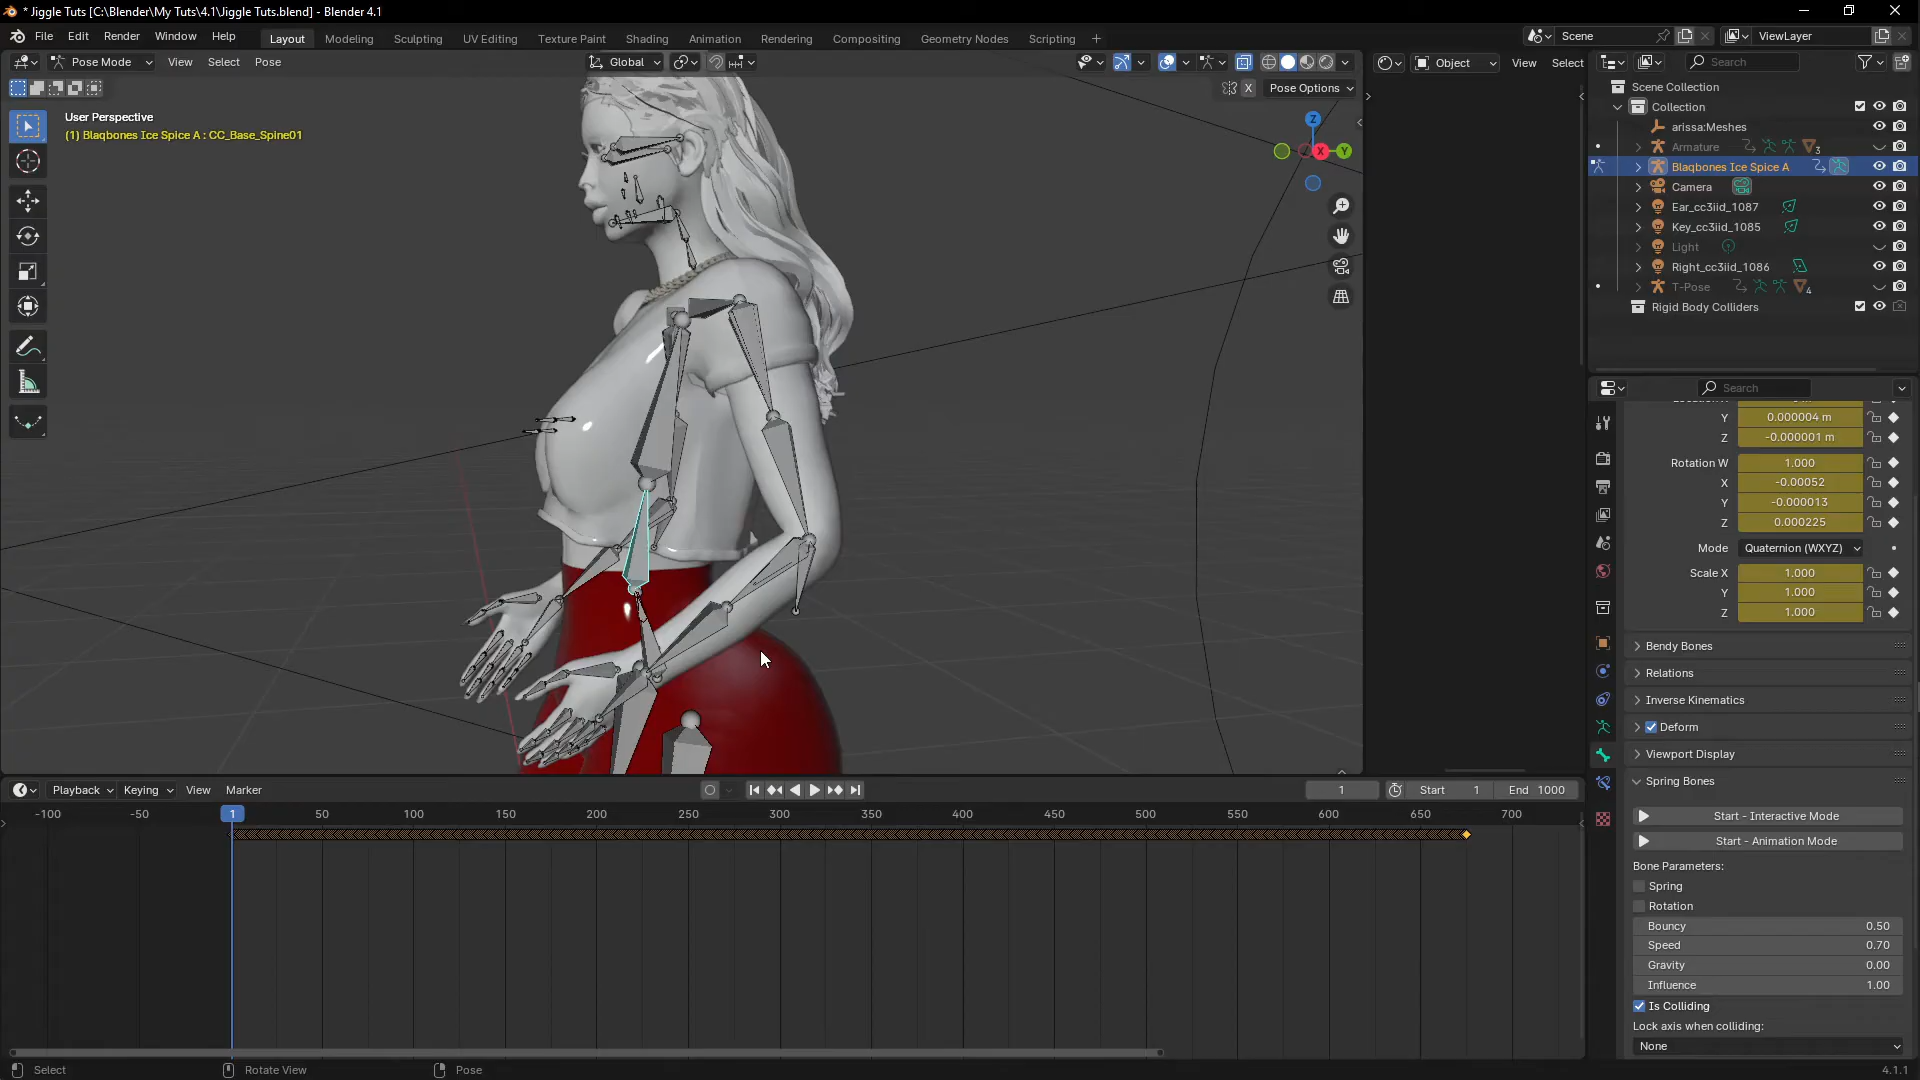 * Jiggle Tuts [C:\Blender\My Tuts\4.1\Jiggle Tuts.blend] - Blender 4.1
File Edit Render Window Help Layout Modeling Sculpting UV Editing Texture Paint Shading Animation Rendering Compositing Geometry Nodes Scripting + Scene ViewLayer
Pose Mode View Select Pose Global Object View Select Search
X Pose Options
User Perspective
(1) Blaqbones Ice Spice A : CC_Base_Spine01
Z
X
Y
Scene Collection
Collection
arissa:Meshes
Armature 3
Blaqbones Ice Spice A
Camera
Ear_cc3iid_1087
Key_cc3iid_1085
Light
Right_cc3iid_1086
T-Pose 4
Rigid Body Colliders
Search
Y 0.000004 m
Z -0.000001 m
Rotation W 1.000
X -0.00052
Y -0.000013
Z 0.000225
Mode Quaternion (WXYZ)
Scale X 1.000
Y 1.000
Z 1.000
Bendy Bones
Relations
Inverse Kinematics
Deform
Viewport Display
Spring Bones
Start - Interactive Mode
Start - Animation Mode
Bone Parameters:
Spring
Rotation
Bouncy 0.50
Speed 0.70
Gravity 0.00
Influence 1.00
Is Colliding
Lock axis when colliding:
None
Playback Keying View Marker 1 Start 1 End 1000
-100 -50 1 50 100 150 200 250 300 350 400 450 500 550 600 650 700
Select Rotate View Pose 4.1.1